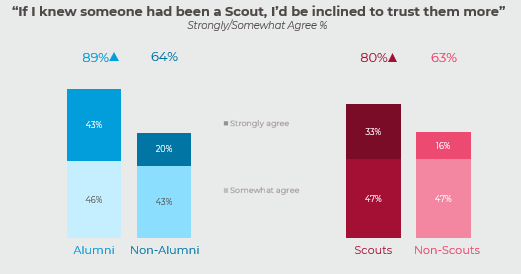 “If I knew someone had been a Scout, I’d be inclined to trust them more”
Strongly/Somewhat Agree %
89%▲ 64% 80%▲ 63%
43%
20%
46%
43%
Strongly agree
Somewhat agree
33%
16%
47%
47%
Alumni Non-Alumni Scouts Non-Scouts